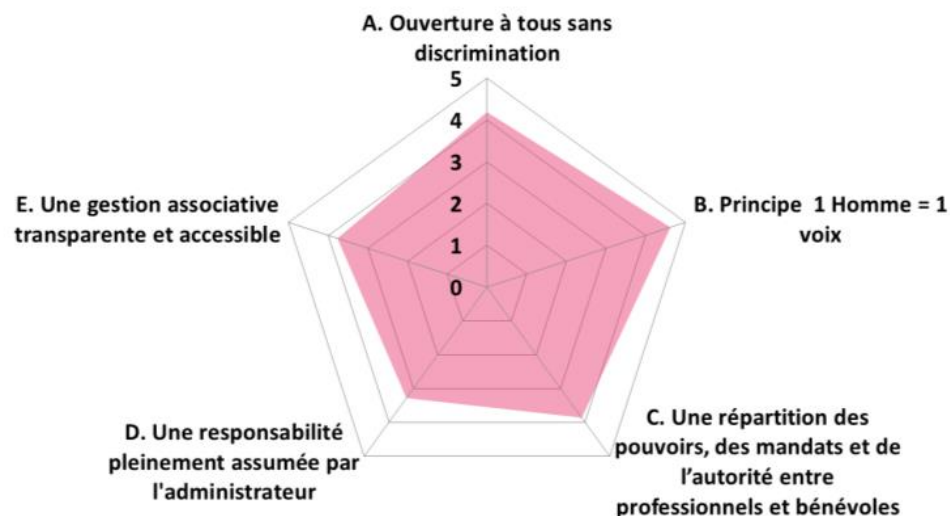 A. Ouverture à tous sans
discrimination
5
4
3
2
1
0
B. Principe  1 Homme = 1
voix
C. Une répartition des
pouvoirs, des mandats et de
l’autorité entre
professionnels et bénévoles
D. Une responsabilité
pleinement assumée par
l'administrateur
E. Une gestion associative
transparente et accessible